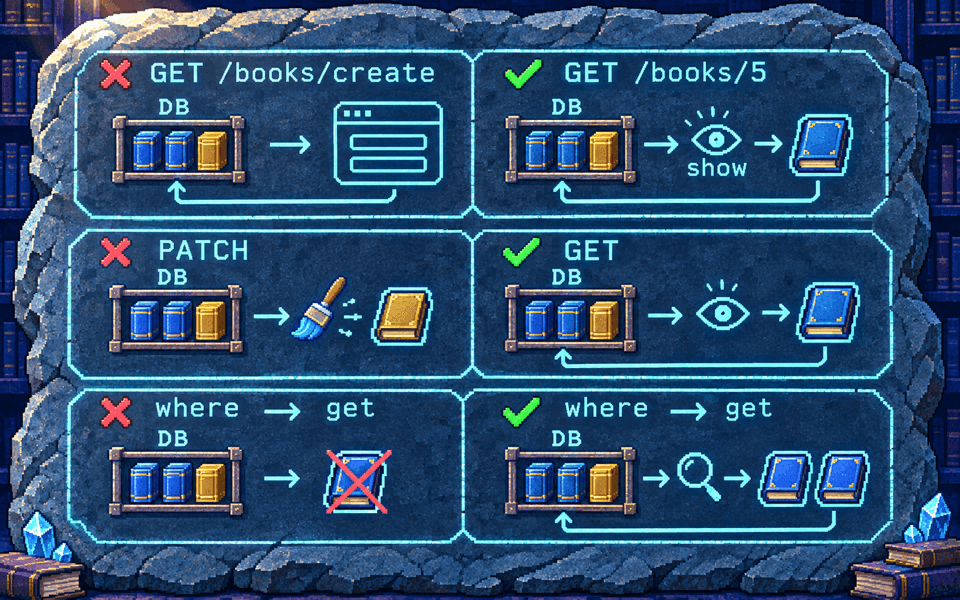 GET /books/create
DB
GET /books/5
DB
show
PATCH
DB
GET
DB
where → get
DB
where → get
DB